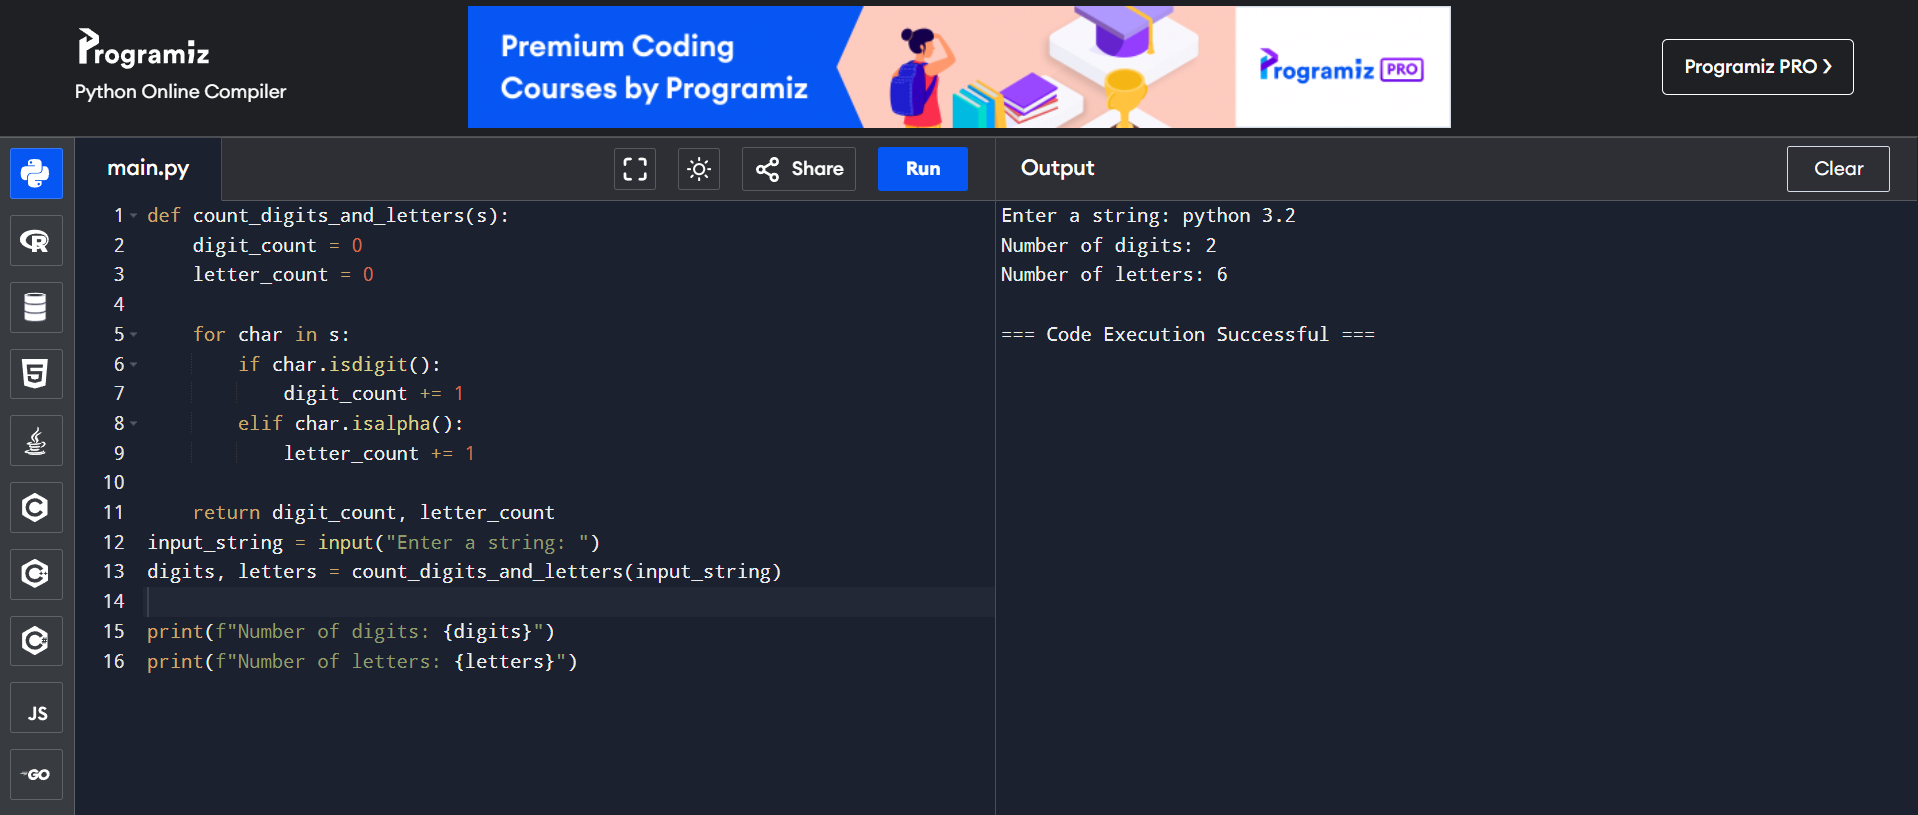 Programiz
Python Online Compiler
Premium Coding
Courses by Programiz
Programiz PRO
Programiz PRO ❯
main.py
Share
Run
Output
Clear
1 def count_digits_and_letters(s):
2     digit_count = 0
3     letter_count = 0
4
5     for char in s:
6         if char.isdigit():
7             digit_count += 1
8         elif char.isalpha():
9             letter_count += 1
10
11     return digit_count, letter_count
12 input_string = input("Enter a string: ")
13 digits, letters = count_digits_and_letters(input_string)
14
15 print(f"Number of digits: {digits}")
16 print(f"Number of letters: {letters}")
Enter a string: python 3.2
Number of digits: 2
Number of letters: 6
=== Code Execution Successful ===
R
5
C
C++
C#
JS
GO